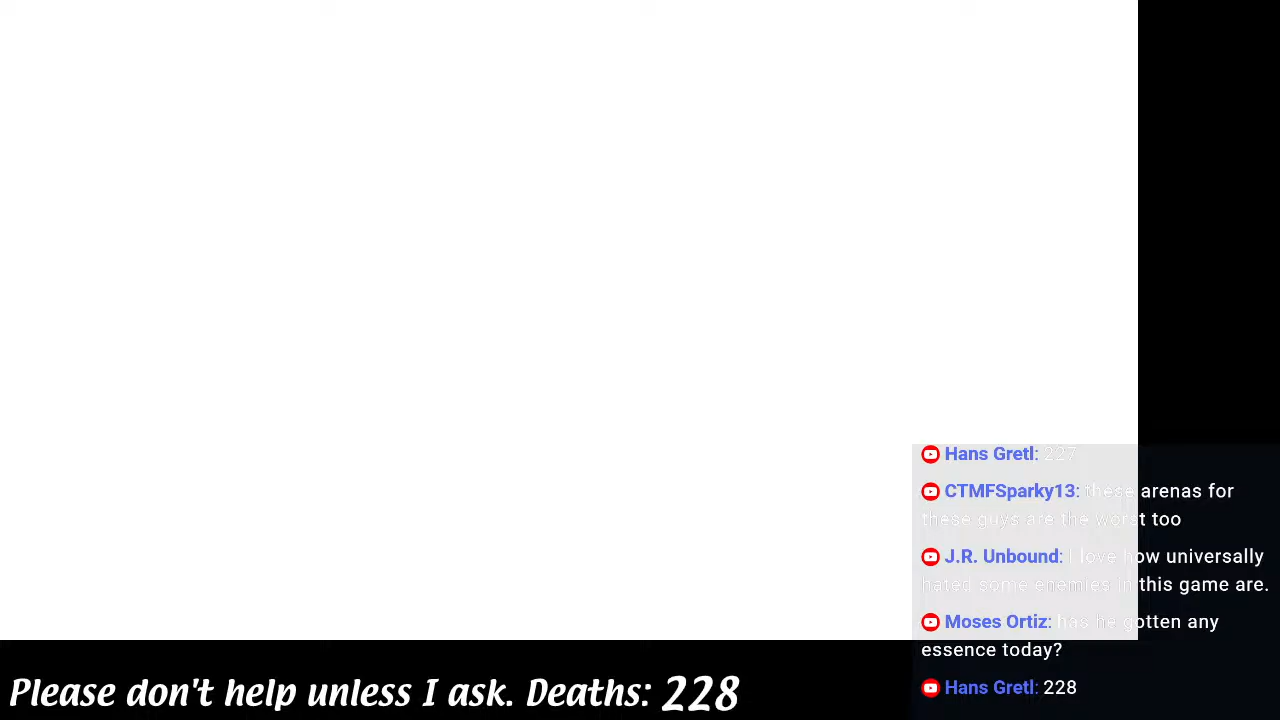 Hans Gretl: 227
CTMFSparky13: these arenas for
these guys are the worst too
J.R. Unbound: I love how universally
hated some enemies in this game are.
Moses Ortiz: has he gotten any
essence today?
Hans Gretl: 228
Please don't help unless I ask. Deaths: 228